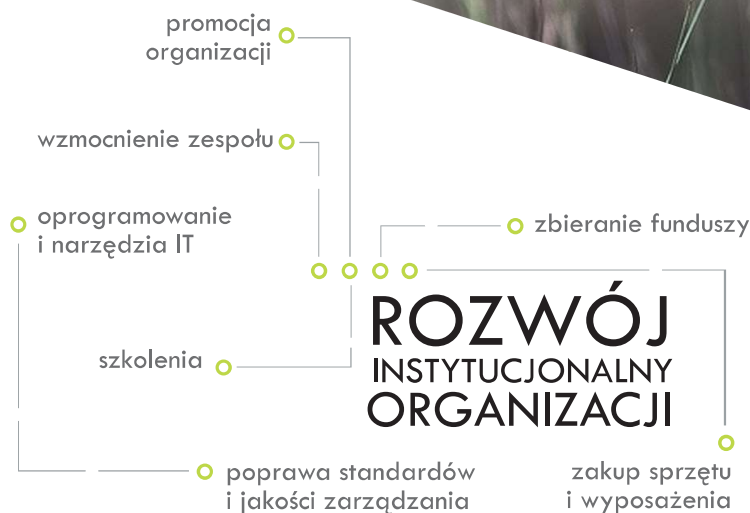 promocja
organizacji
wzmocnienie zespołu
oprogramowanie
i narzędzia IT
zbieranie funduszy
ROZWÓJ
INSTYTUCJONALNY
ORGANIZACJI
szkolenia
poprawa standardów
i jakości zarządzania
zakup sprzętu
i wyposażenia